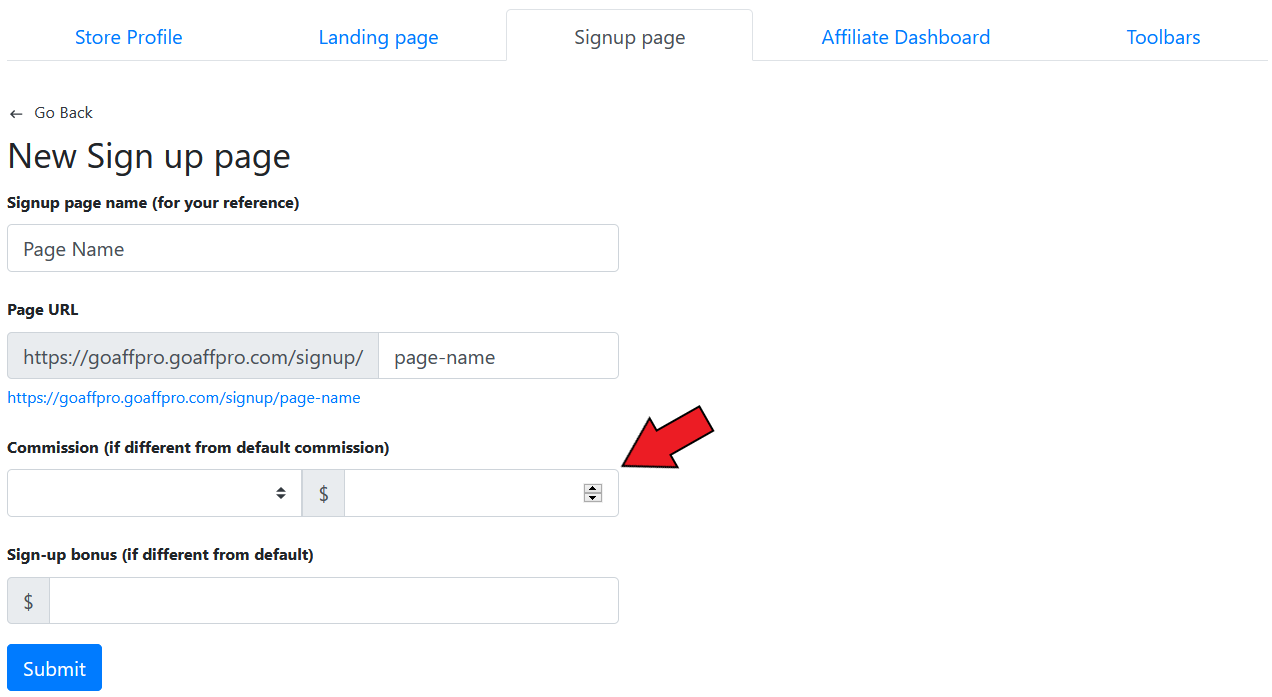 Store Profile Landing page Signup page Affiliate Dashboard Toolbars
← Go Back
New Sign up page
Signup page name (for your reference)
Page Name
Page URL
https://goaffpro.goaffpro.com/signup/ page-name
https://goaffpro.goaffpro.com/signup/page-name
Commission (if different from default commission)
$
Sign-up bonus (if different from default)
$
Submit